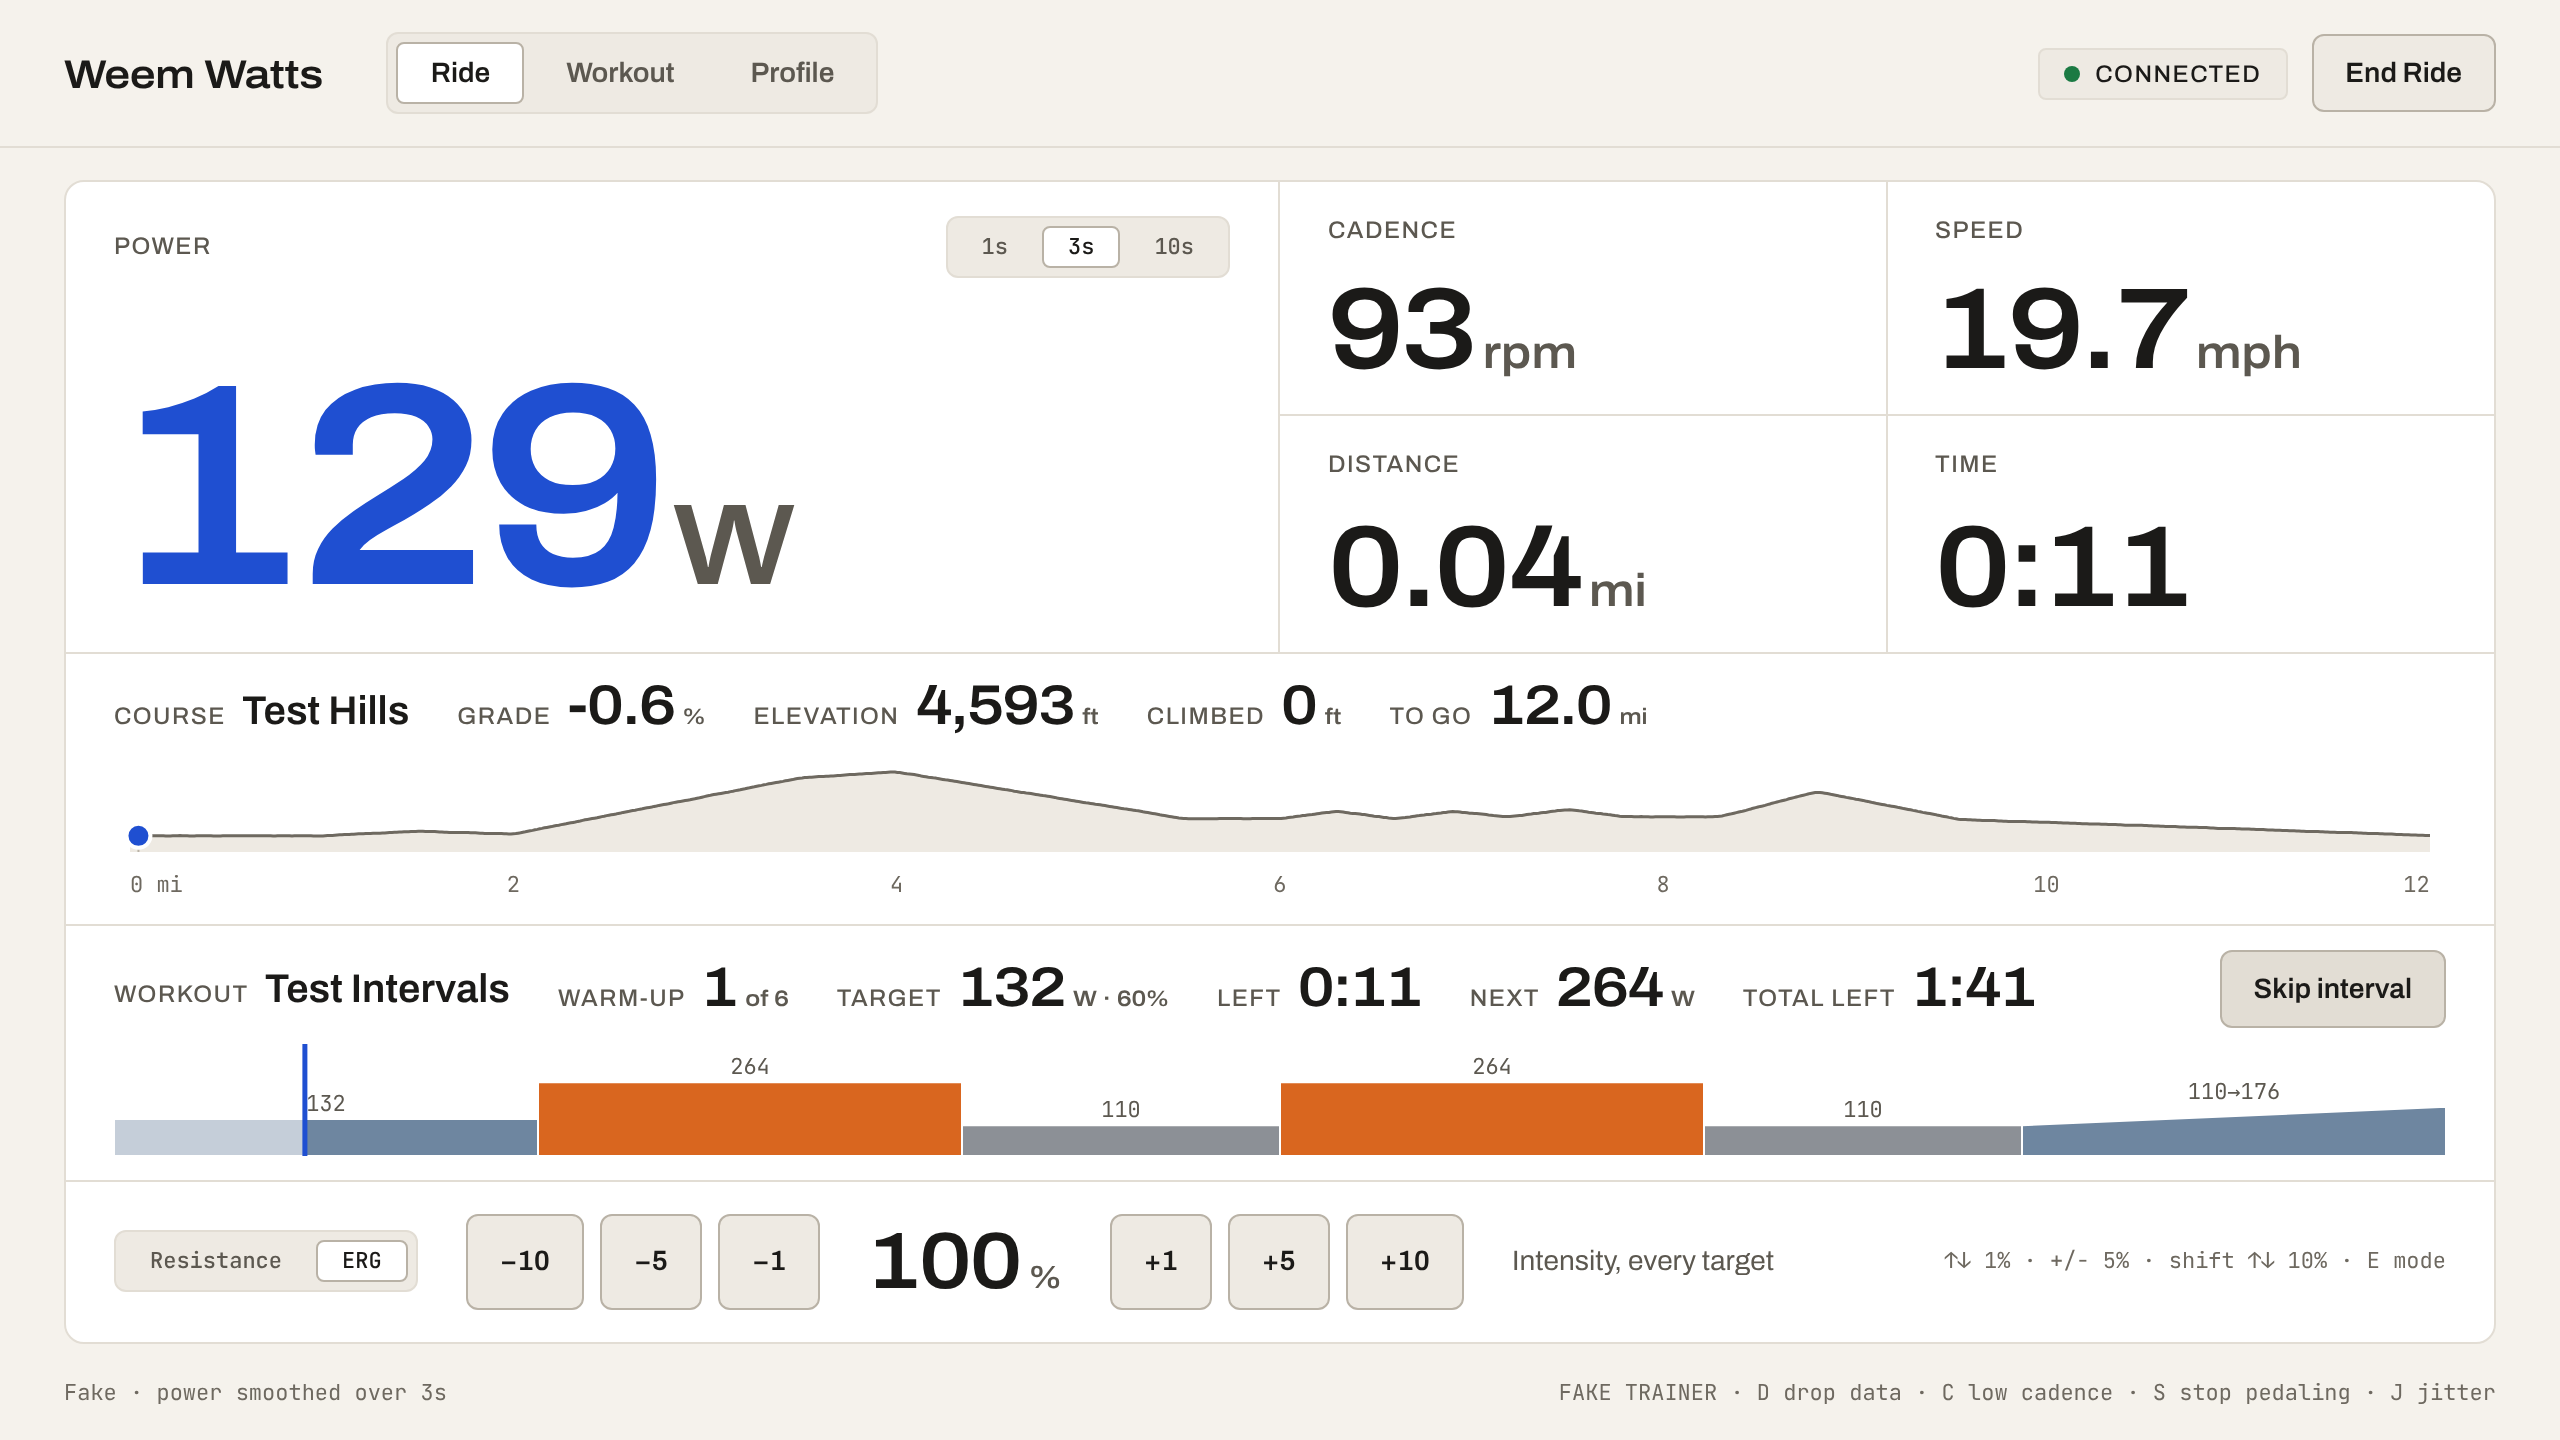 Weem Watts Ride Workout Profile CONNECTED End Ride
POWER 1s 3s 10s
129 W
CADENCE
93 rpm
SPEED
19.7 mph
DISTANCE
0.04 mi
TIME
0:11
COURSE Test Hills GRADE -0.6 % ELEVATION 4,593 ft CLIMBED 0 ft TO GO 12.0 mi
0 mi 2 4 6 8 10 12
WORKOUT Test Intervals WARM-UP 1 of 6 TARGET 132 W · 60% LEFT 0:11 NEXT 264 W TOTAL LEFT 1:41 Skip interval
132 264 110 264 110 110→176
Resistance ERG −10 −5 −1 100 % +1 +5 +10 Intensity, every target ↑↓ 1% · +/- 5% · shift ↑↓ 10% · E mode
Fake · power smoothed over 3s FAKE TRAINER · D drop data · C low cadence · S stop pedaling · J jitter